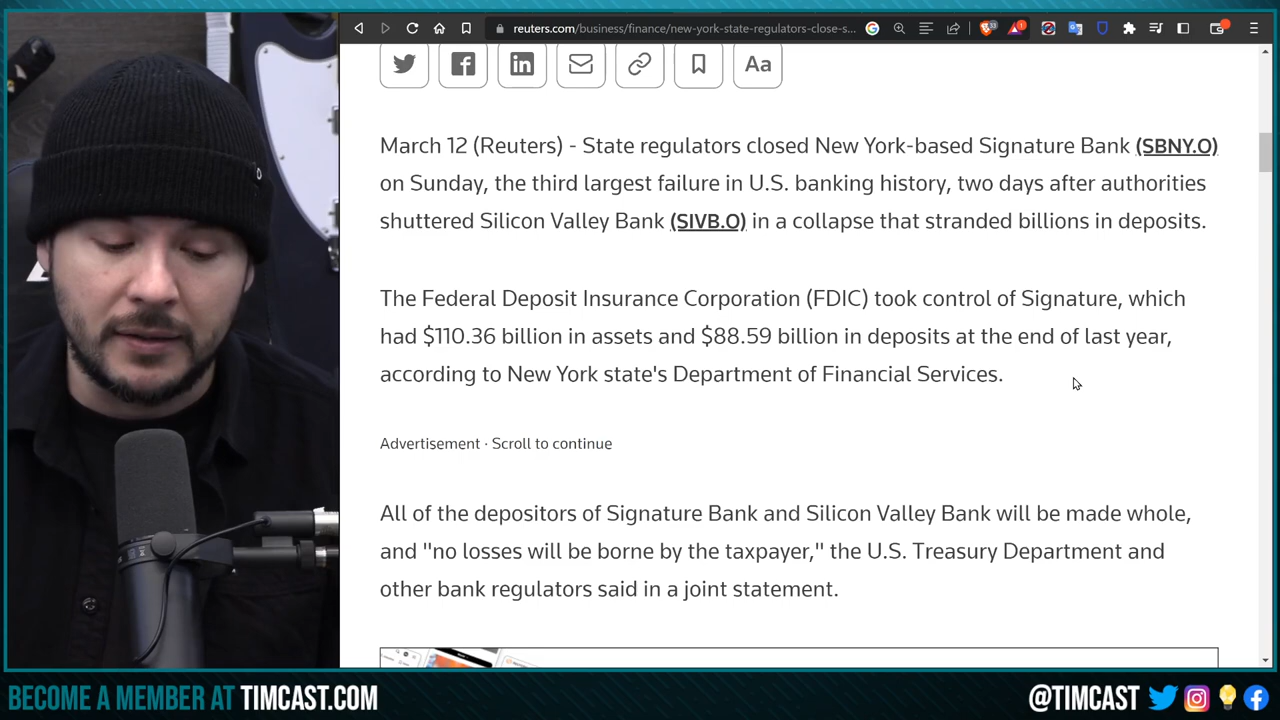 reuters.com/business/finance/new-york-state-regulators-close-s...
Aa
March 12 (Reuters) - State regulators closed New York-based Signature Bank (SBNY.O)
on Sunday, the third largest failure in U.S. banking history, two days after authorities
shuttered Silicon Valley Bank (SIVB.O) in a collapse that stranded billions in deposits.
The Federal Deposit Insurance Corporation (FDIC) took control of Signature, which
had $110.36 billion in assets and $88.59 billion in deposits at the end of last year,
according to New York state's Department of Financial Services.
Advertisement · Scroll to continue
All of the depositors of Signature Bank and Silicon Valley Bank will be made whole,
and "no losses will be borne by the taxpayer," the U.S. Treasury Department and
other bank regulators said in a joint statement.
BECOME A MEMBER AT TIMCAST.COM
@TIMCAST